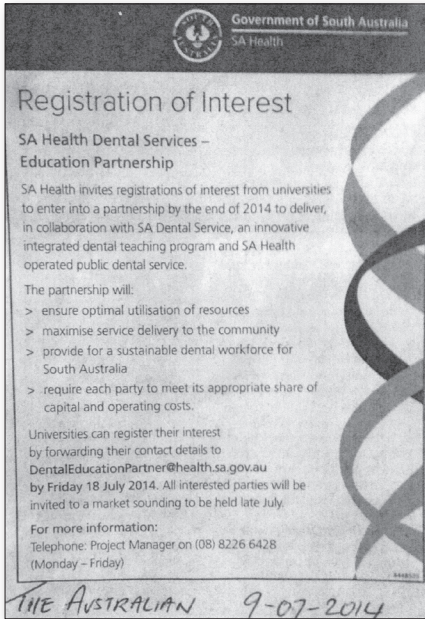 Government of South Australia
SA Health
Registration of Interest
SA Health Dental Services –
Education Partnership
SA Health invites registrations of interest from universities
to enter into a partnership by the end of 2014 to deliver,
in collaboration with SA Dental Service, an innovative
integrated dental teaching program and SA Health
operated public dental service.
The partnership will:
> ensure optimal utilisation of resources
> maximise service delivery to the community
> provide for a sustainable dental workforce for
South Australia
> require each party to meet its appropriate share of
capital and operating costs.
Universities can register their interest
by forwarding their contact details to
DentalEducationPartner@health.sa.gov.au
by Friday 18 July 2014. All interested parties will be
invited to a market sounding to be held late July.
For more information:
Telephone: Project Manager on (08) 8226 6428
(Monday – Friday)
THE AUSTRALIAN 9-07-2014